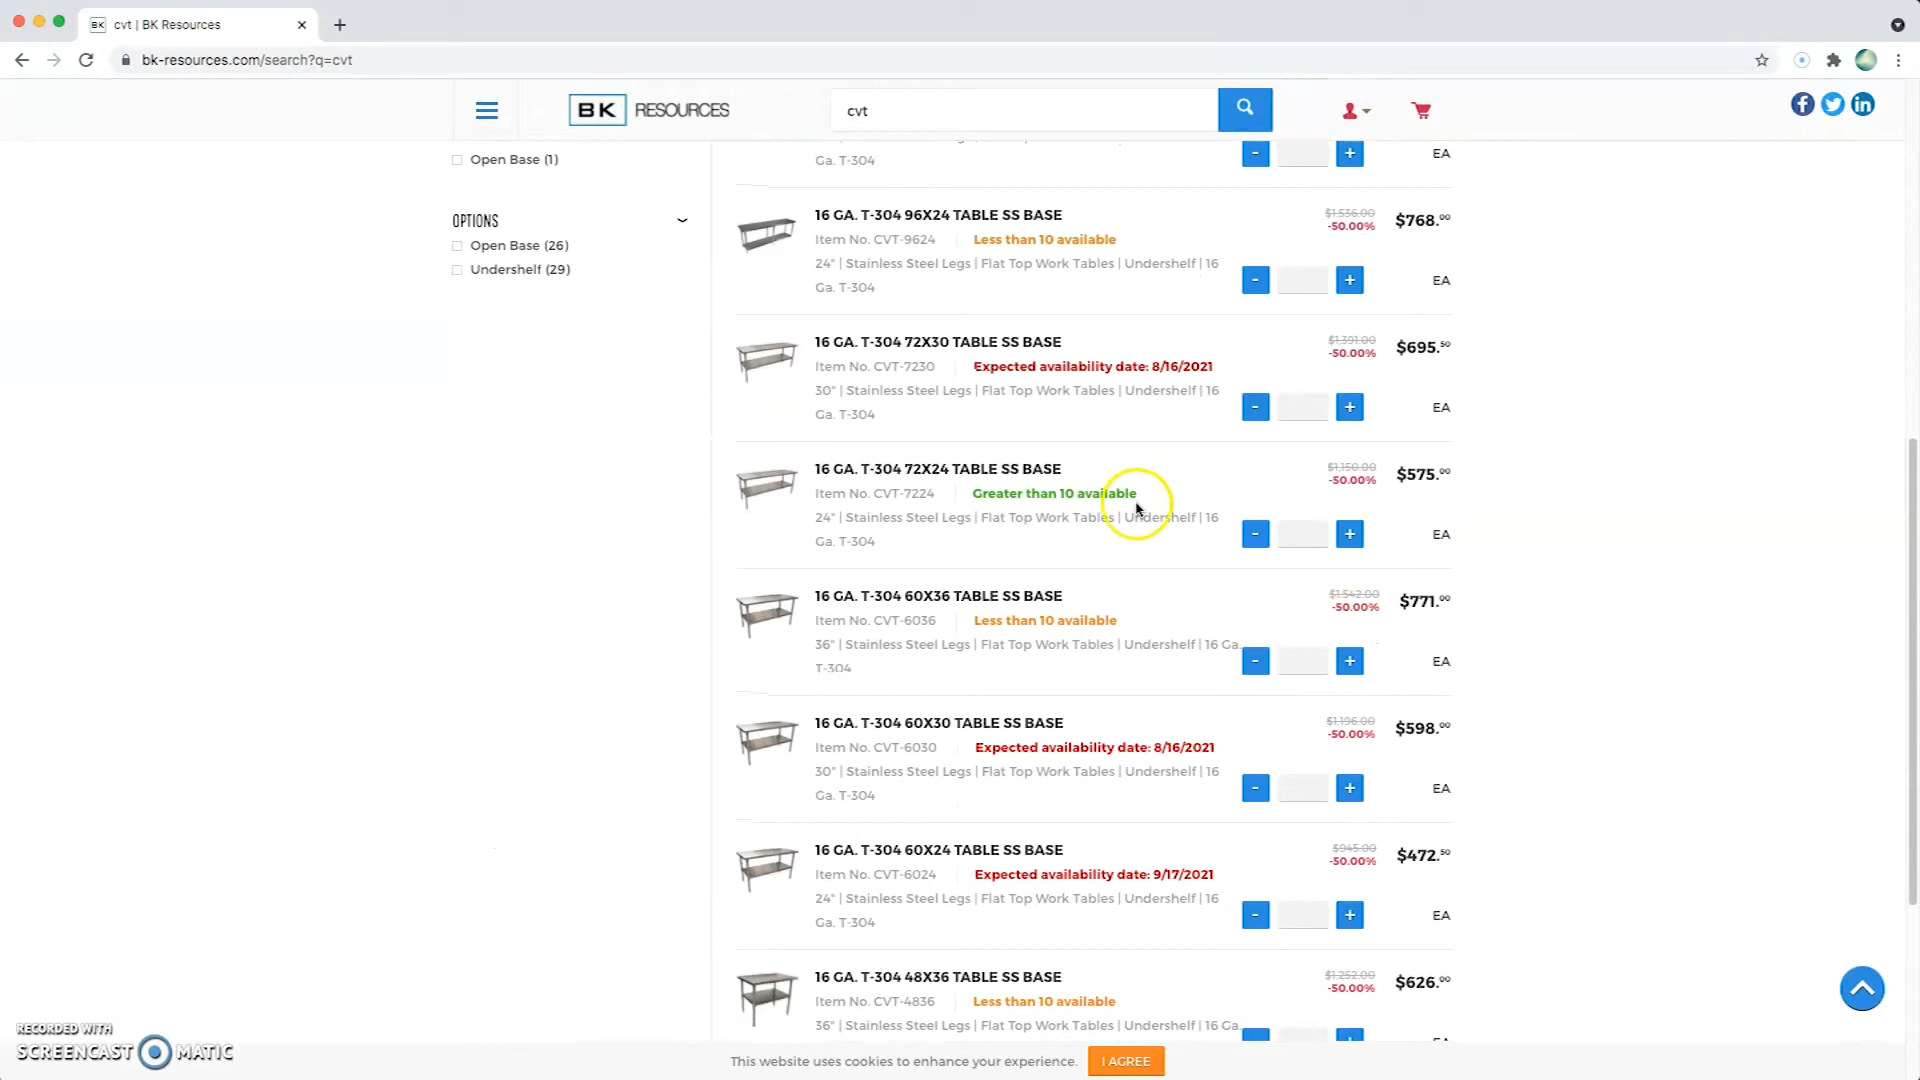 BK cvt | BK Resources
bk-resources.com/search?q=cvt
BK RESOURCES
cvt
Open Base (1)
OPTIONS
Open Base (26)
Undershelf (29)
Ga. T-304
- + EA
16 GA. T-304 96X24 TABLE SS BASE
$1,536.00
-50.00%
$768.00
Item No. CVT-9624 Less than 10 available
24" | Stainless Steel Legs | Flat Top Work Tables | Undershelf | 16
Ga. T-304
- + EA
16 GA. T-304 72X30 TABLE SS BASE
$1,391.00
-50.00%
$695.50
Item No. CVT-7230 Expected availability date: 8/16/2021
30" | Stainless Steel Legs | Flat Top Work Tables | Undershelf | 16
Ga. T-304
- + EA
16 GA. T-304 72X24 TABLE SS BASE
$1,150.00
-50.00%
$575.00
Item No. CVT-7224 Greater than 10 available
24" | Stainless Steel Legs | Flat Top Work Tables | Undershelf | 16
Ga. T-304
- + EA
16 GA. T-304 60X36 TABLE SS BASE
$1,542.00
-50.00%
$771.00
Item No. CVT-6036 Less than 10 available
36" | Stainless Steel Legs | Flat Top Work Tables | Undershelf | 16 Ga.
T-304
- + EA
16 GA. T-304 60X30 TABLE SS BASE
$1,196.00
-50.00%
$598.00
Item No. CVT-6030 Expected availability date: 8/16/2021
30" | Stainless Steel Legs | Flat Top Work Tables | Undershelf | 16
Ga. T-304
- + EA
16 GA. T-304 60X24 TABLE SS BASE
$945.00
-50.00%
$472.50
Item No. CVT-6024 Expected availability date: 9/17/2021
24" | Stainless Steel Legs | Flat Top Work Tables | Undershelf | 16
Ga. T-304
- + EA
16 GA. T-304 48X36 TABLE SS BASE
$1,252.00
-50.00%
$626.00
Item No. CVT-4836 Less than 10 available
36" | Stainless Steel Legs | Flat Top Work Tables | Undershelf | 16 Ga.
This website uses cookies to enhance your experience. I AGREE
RECORDED WITH
SCREENCAST MATIC